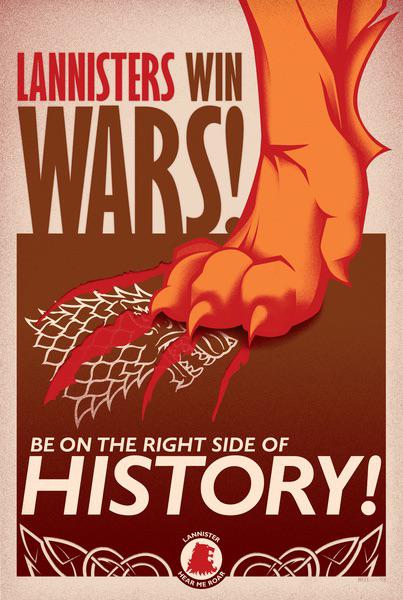 LANNISTERS WIN
WARS!
BE ON THE RIGHT SIDE OF
HISTORY!
LANNISTER
HEAR ME ROAR